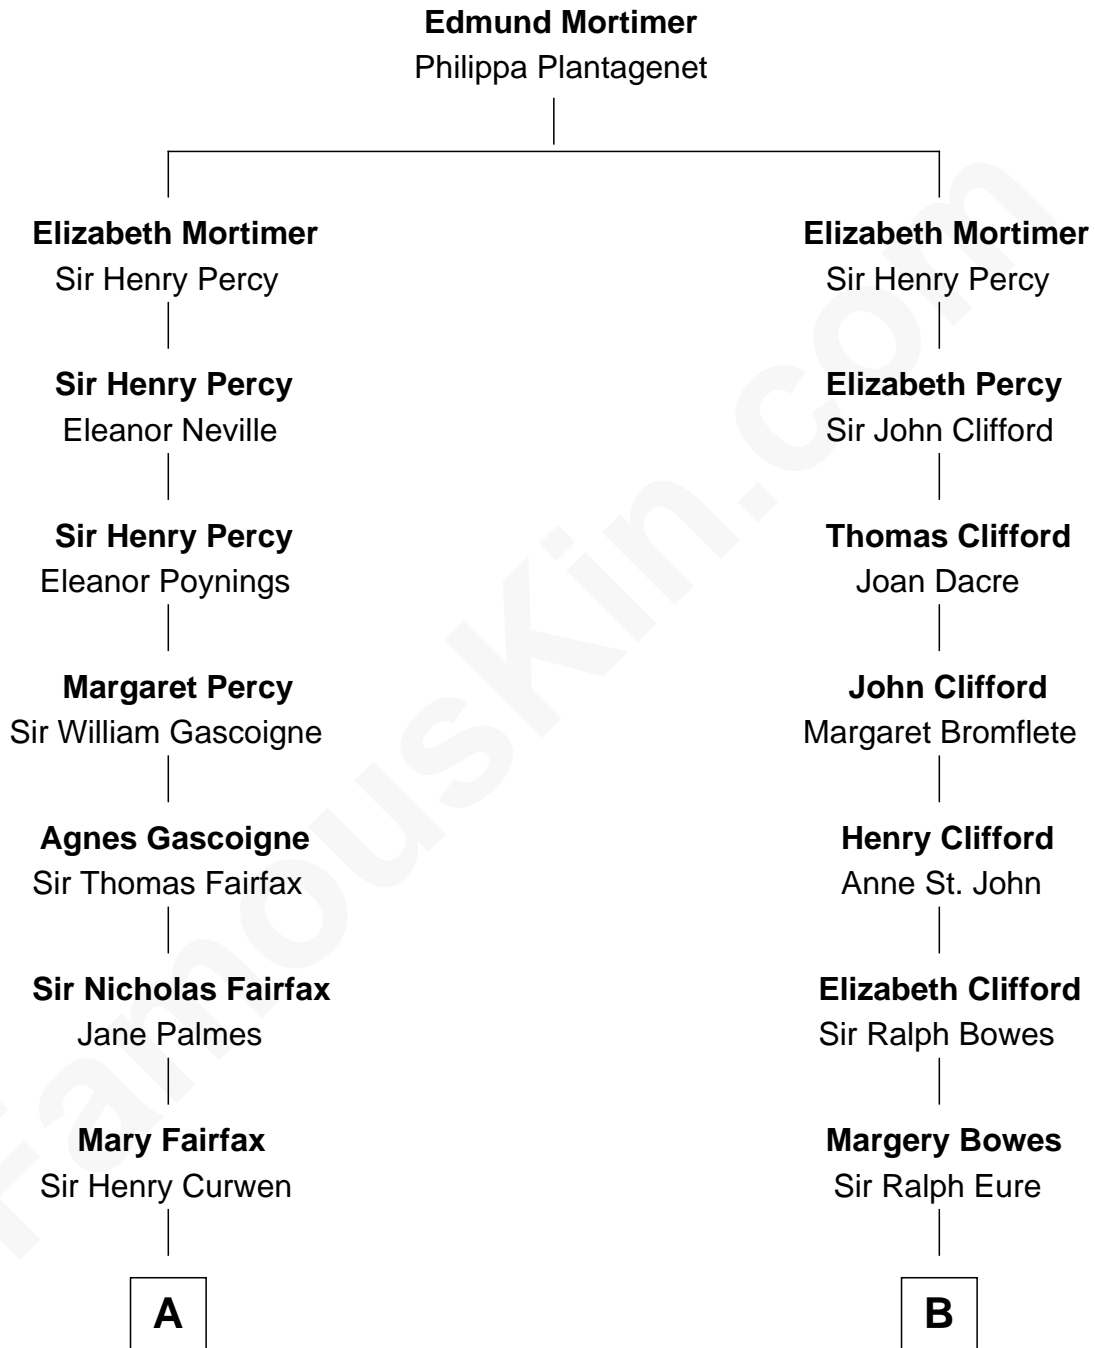 Edmund Mortimer
Philippa Plantagenet
Elizabeth Mortimer
Sir Henry Percy
Sir Henry Percy
Eleanor Neville
Sir Henry Percy
Eleanor Poynings
Margaret Percy
Sir William Gascoigne
Agnes Gascoigne
Sir Thomas Fairfax
Sir Nicholas Fairfax
Jane Palmes
Mary Fairfax
Sir Henry Curwen
A
Elizabeth Mortimer
Sir Henry Percy
Elizabeth Percy
Sir John Clifford
Thomas Clifford
Joan Dacre
John Clifford
Margaret Bromflete
Henry Clifford
Anne St. John
Elizabeth Clifford
Sir Ralph Bowes
Margery Bowes
Sir Ralph Eure
B
FamousKin.com